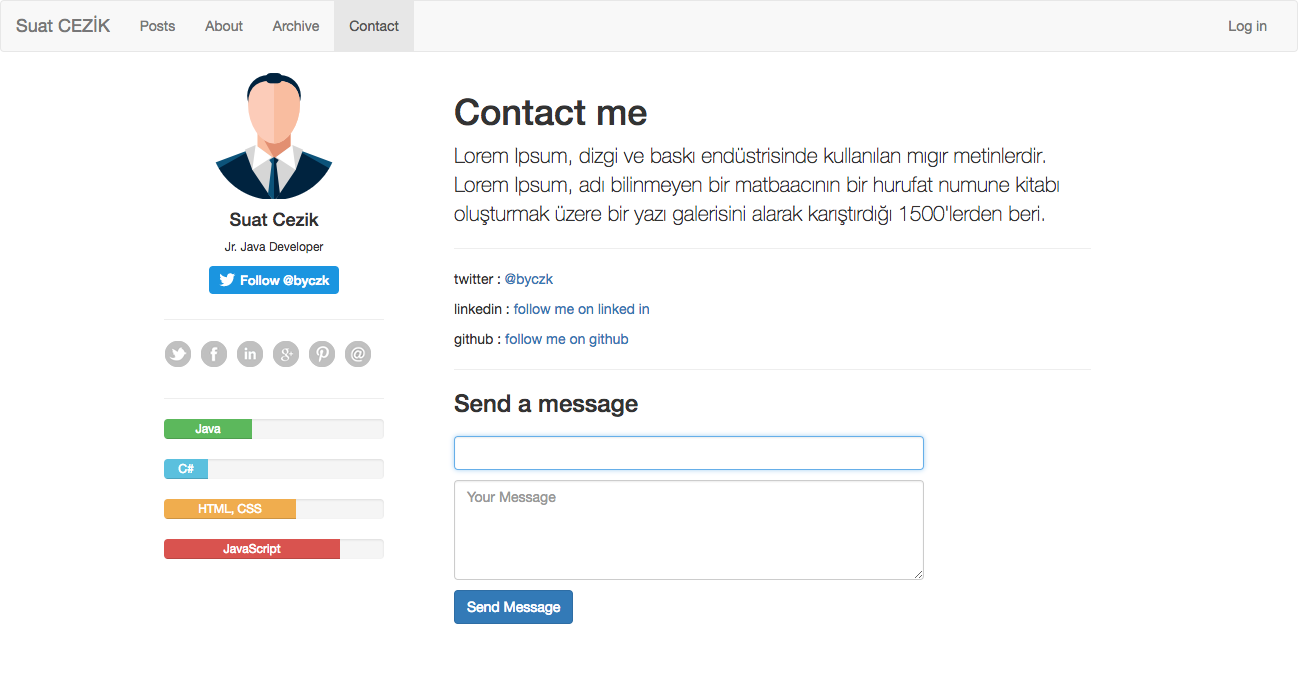 Suat CEZİK Posts About Archive Contact Log in
Suat Cezik
Jr. Java Developer
Follow @byczk
Java
C#
HTML, CSS
JavaScript
Contact me
Lorem Ipsum, dizgi ve baskı endüstrisinde kullanılan mıgır metinlerdir.
Lorem Ipsum, adı bilinmeyen bir matbaacının bir hurufat numune kitabı
oluşturmak üzere bir yazı galerisini alarak karıştırdığı 1500'lerden beri.
twitter : @byczk
linkedin : follow me on linked in
github : follow me on github
Send a message
Your Message
Send Message